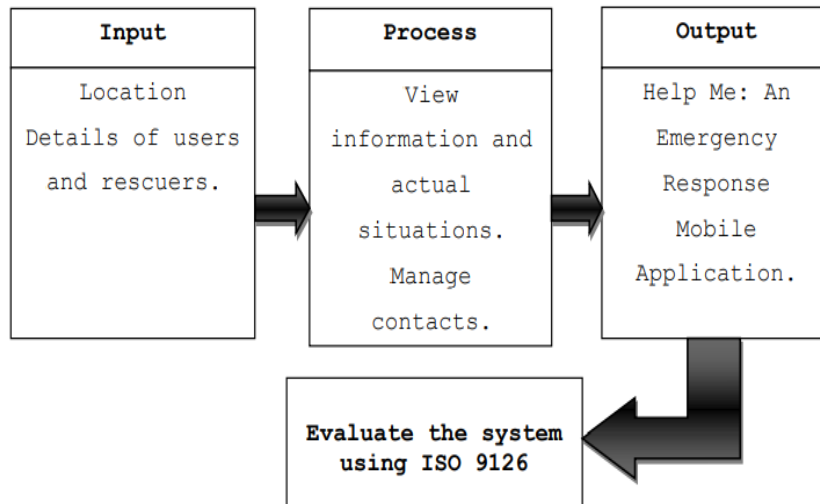 Input
Location
Details of users
and rescuers.
Process
View
information and
actual
situations.
Manage
contacts.
Output
Help Me: An
Emergency
Response
Mobile
Application.
Evaluate the system
using ISO 9126